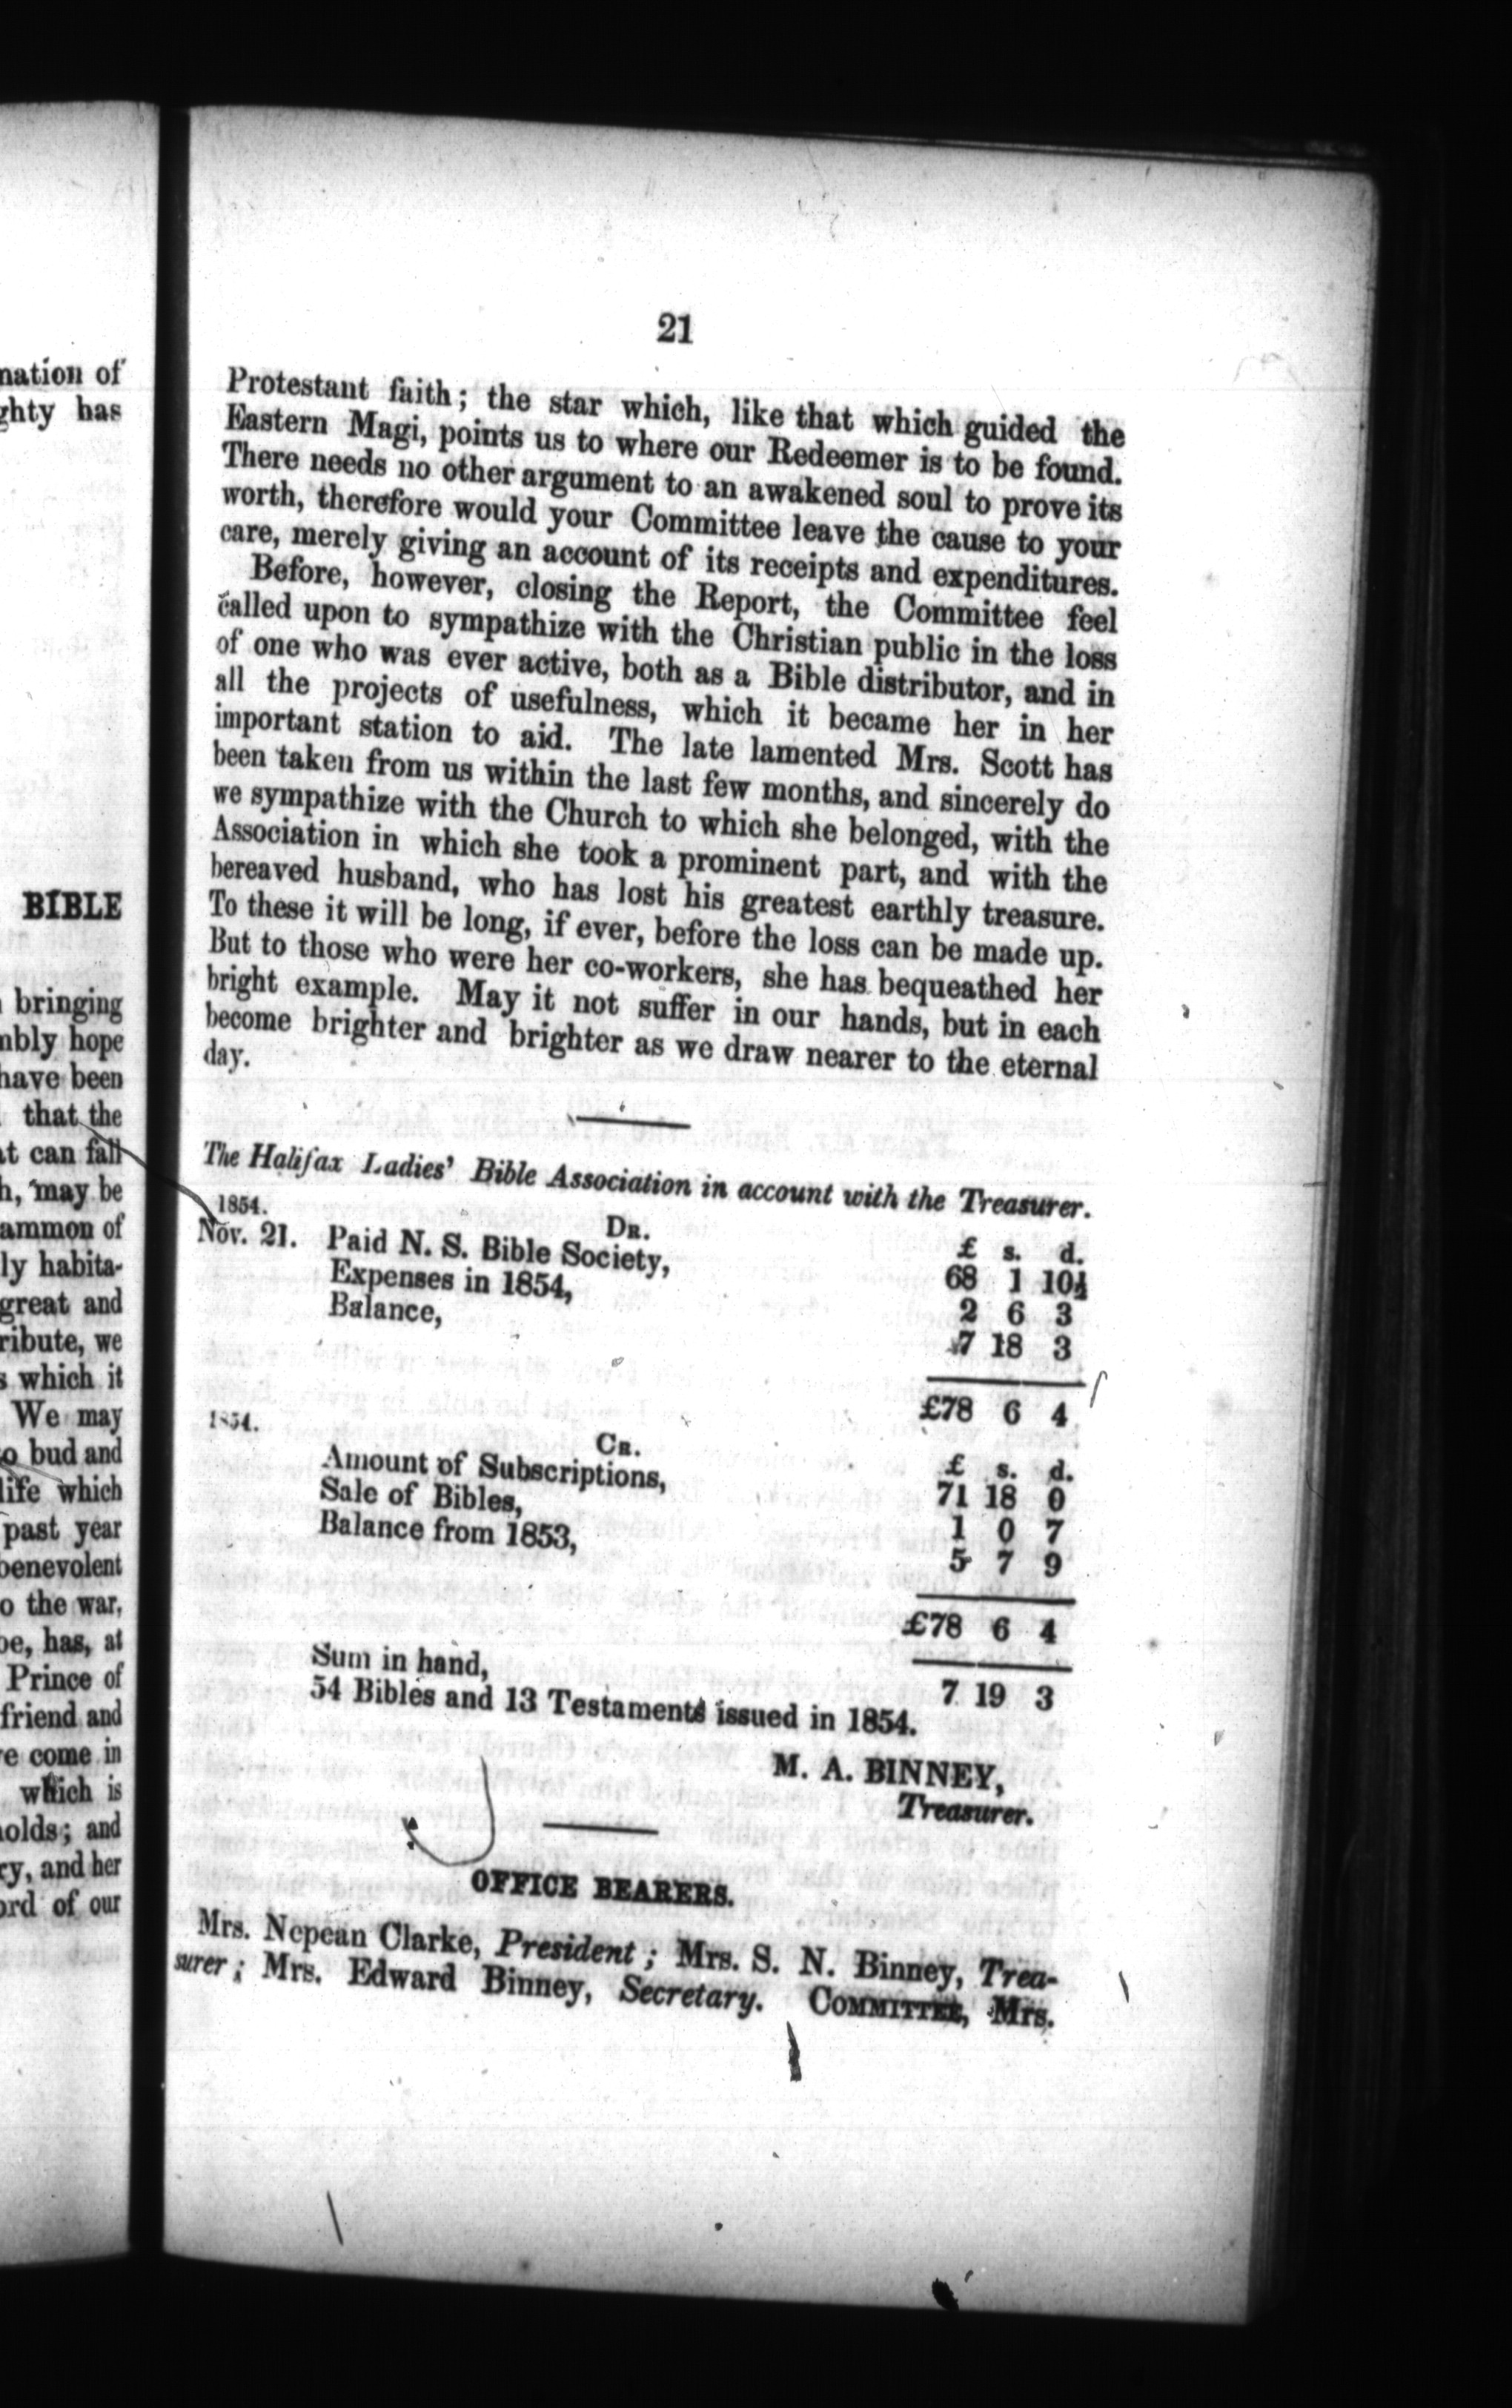 nation of
ghty has
BIBLE
bringing
mbly hope
have been
that the
at can fall
h, may be
ammon of
ly habita-
great and
ribute, we
s which it
We may
to bud and
life which
past year
benevolent
o the war,
pe, has, at
Prince of
friend and
ve come in
which is
holds; and
cy, and her
ord of our
21
Protestant faith; the star which, like that which guided the
Eastern Magi, points us to where our Redeemer is to be found.
There needs no other argument to an awakened soul to prove its
worth, therefore would your Committee leave the cause to your
care, merely giving an account of its receipts and expenditures.
Before, however, closing the Report, the Committee feel
called upon to sympathize with the Christian public in the loss
of one who was ever active, both as a Bible distributor, and in
all the projects of usefulness, which it became her in her
important station to aid. The late lamented Mrs. Scott has
been taken from us within the last few months, and sincerely do
we sympathize with the Church to which she belonged, with the
Association in which she took a prominent part, and with the
bereaved husband, who has lost his greatest earthly treasure.
To these it will be long, if ever, before the loss can be made up.
But to those who were her co-workers, she has bequeathed her
bright example. May it not suffer in our hands, but in each
become brighter and brighter as we draw nearer to the eternal
day.
The Halifax Ladies' Bible Association in account with the Treasurer.
1854. DR. £ s. d.
Nov. 21. Paid N. S. Bible Society, 68 1 10½
Expenses in 1854, 2 6 3
Balance, 7 18 3
£78 6 4
1854. CR. £ s. d.
Amount of Subscriptions, 71 18 0
Sale of Bibles, 1 0 7
Balance from 1853, 5 7 9
£78 6 4
Sum in hand, 7 19 3
54 Bibles and 13 Testaments issued in 1854.
M. A. BINNEY,
Treasurer.
OFFICE BEARERS.
Mrs. Nepean Clarke, President; Mrs. S. N. Binney, Trea-
surer; Mrs. Edward Binney, Secretary. COMMITTEE, Mrs.